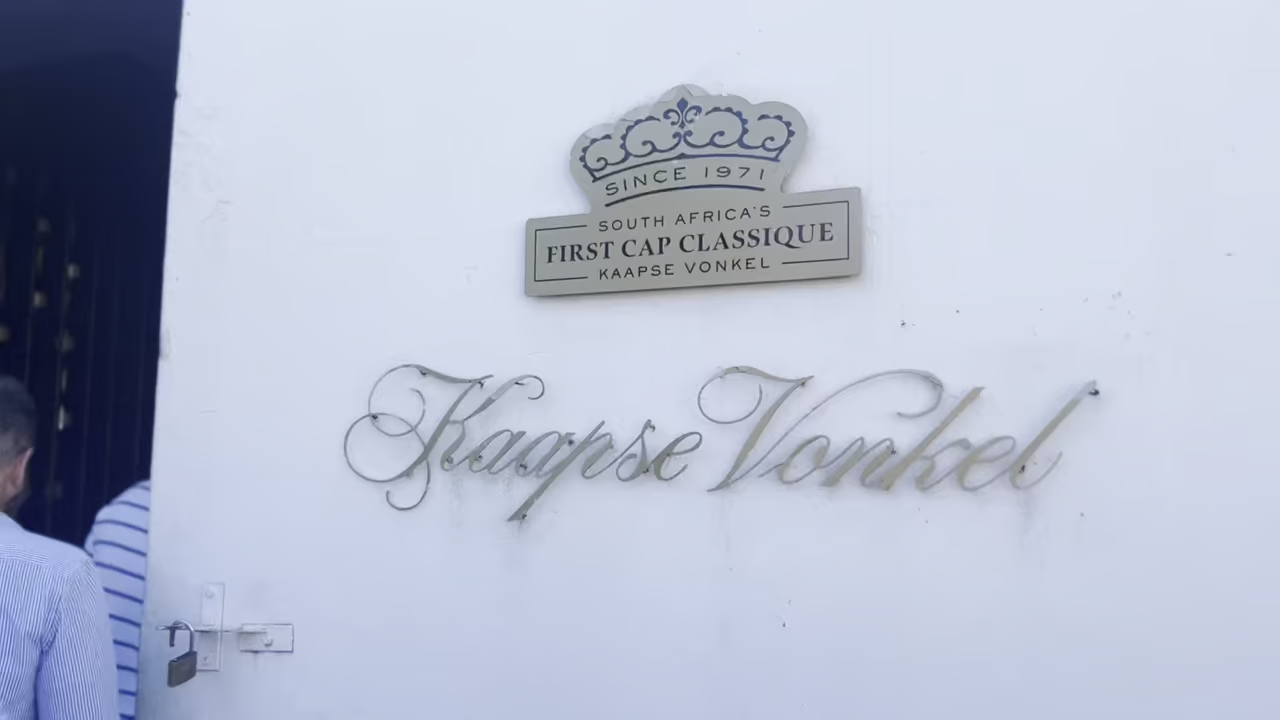 SINCE 1971
SOUTH AFRICA'S
FIRST CAP CLASSIQUE
KAAPSE VONKEL
Kaapse Vonkel